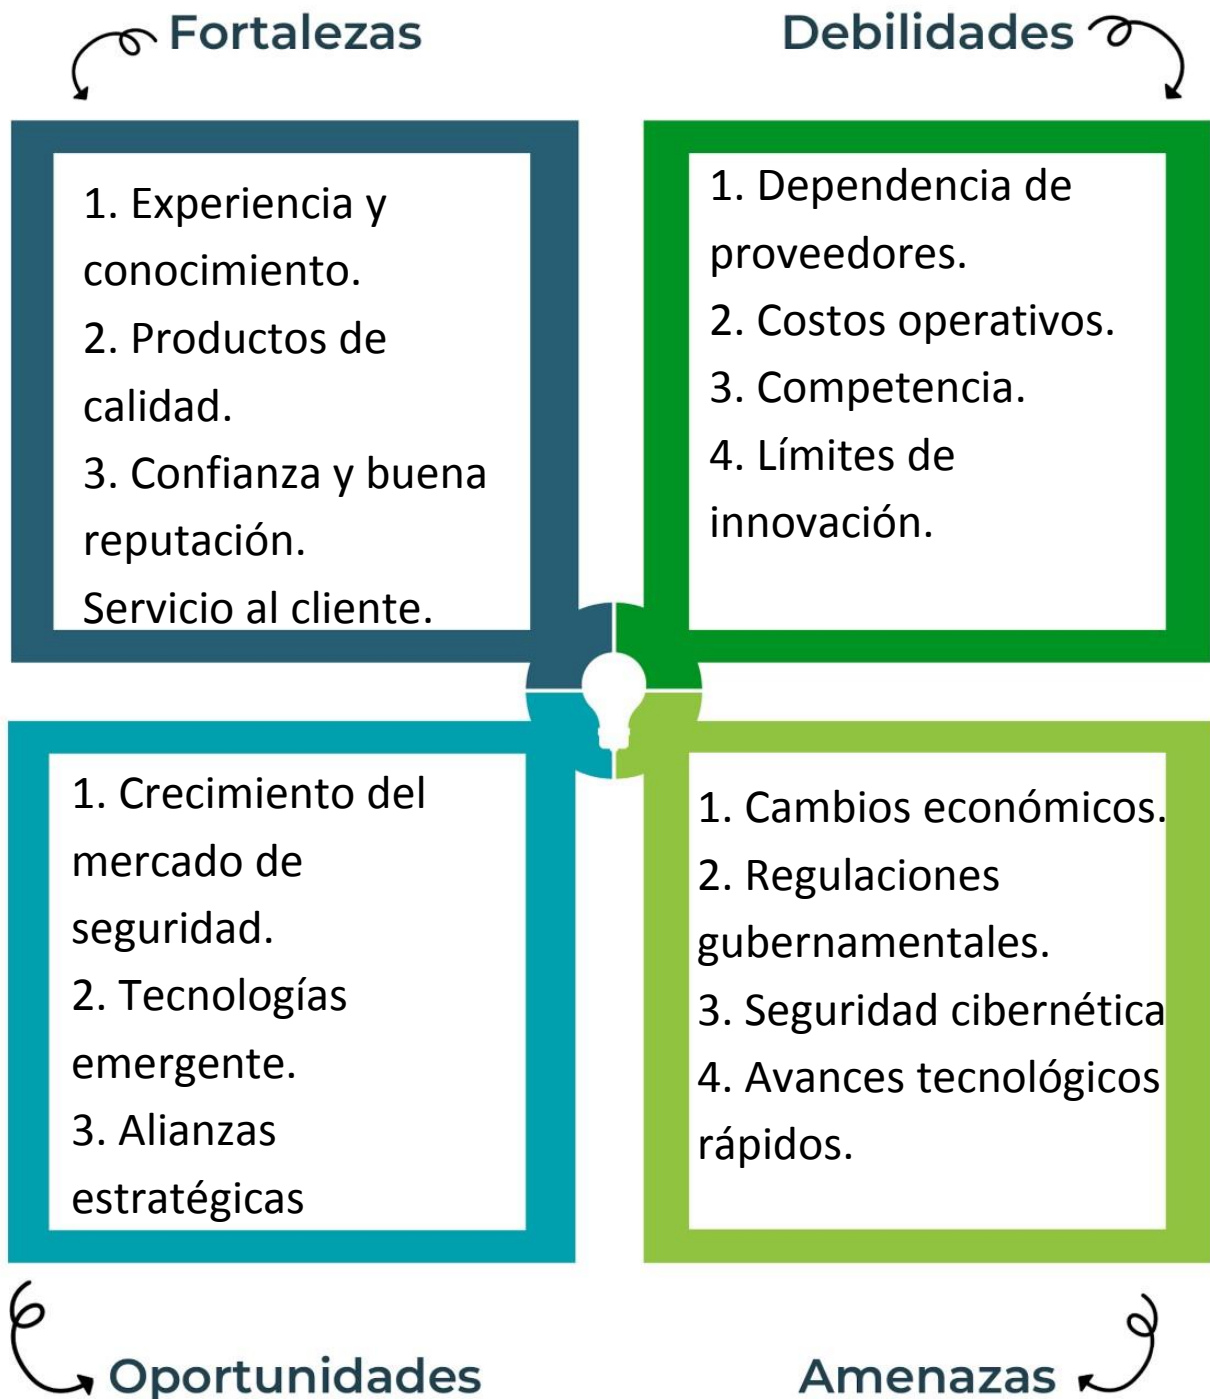 Fortalezas
1. Experiencia y
conocimiento.
2. Productos de
calidad.
3. Confianza y buena
reputación.
Servicio al cliente.
Debilidades
1. Dependencia de
proveedores.
2. Costos operativos.
3. Competencia.
4. Límites de
innovación.
1. Crecimiento del
mercado de
seguridad.
2. Tecnologías
emergente.
3. Alianzas
estratégicas
Oportunidades
1. Cambios económicos.
2. Regulaciones
gubernamentales.
3. Seguridad cibernética
4. Avances tecnológicos
rápidos.
Amenazas